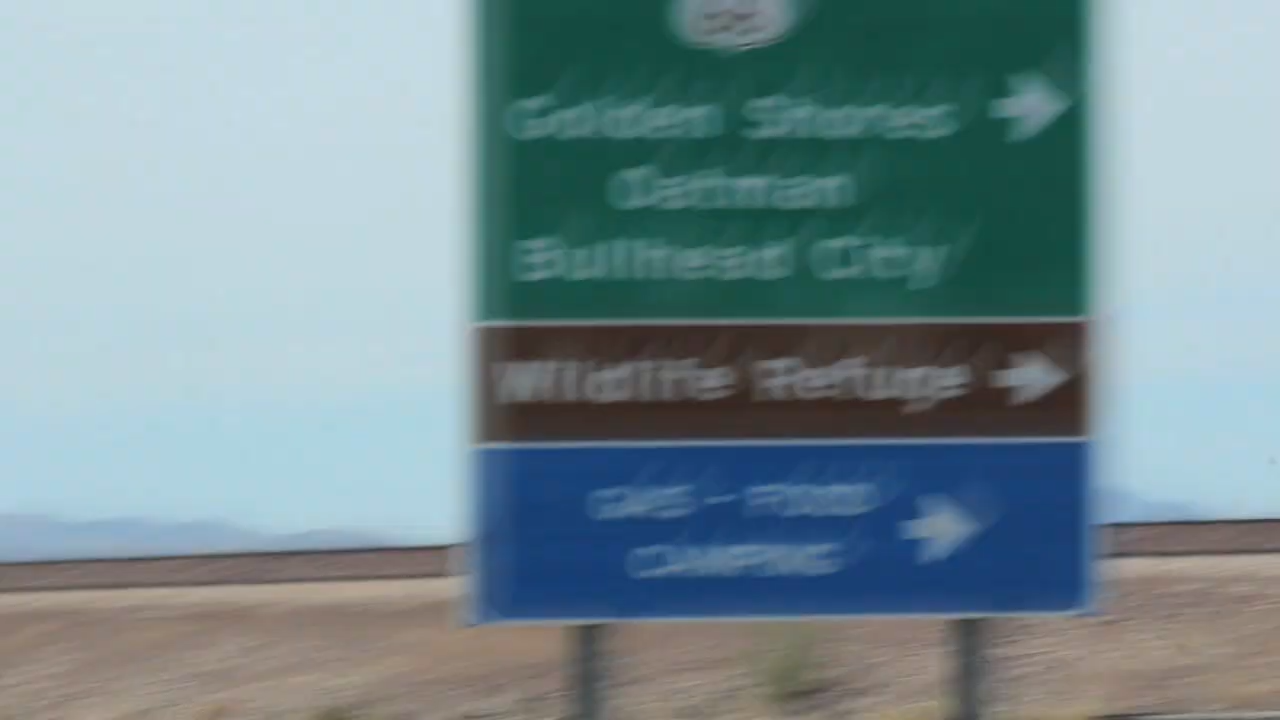 Golden Shores
Oatman
Bullhead City
Wildlife Refuge
GAS - FOOD
CAMPING